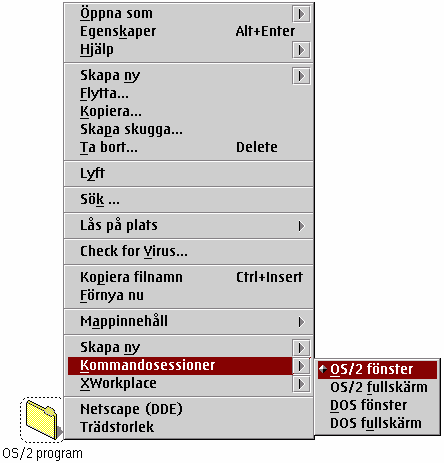 Öppna som
Egenskaper Alt+Enter
Hjälp
Skapa ny
Flytta...
Kopiera...
Skapa skugga...
Ta bort... Delete
Lyft
Sök ...
Lås på plats
Check for Virus...
Kopiera filnamn Ctrl+Insert
Förnya nu
Mappinnehåll
Skapa ny
Kommandosessioner
XWorkplace
Netscape (DDE)
Trädstorlek
OS/2 fönster
OS/2 fullskärm
DOS fönster
DOS fullskärm
OS/2 program